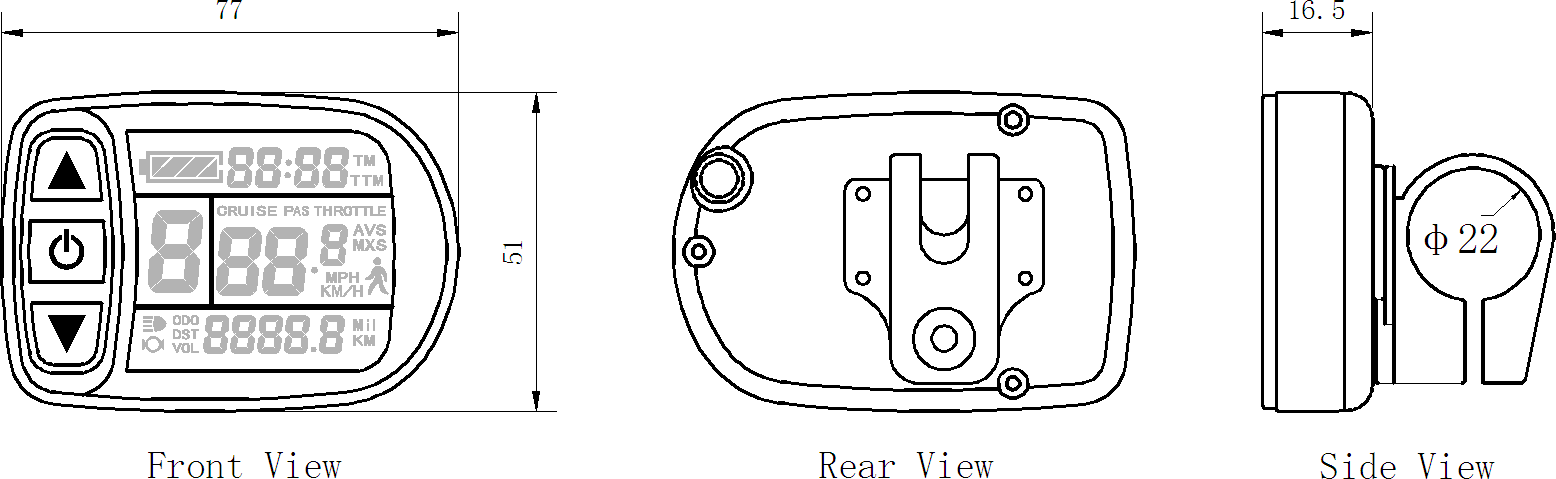 77
16.5
88:88 TM
TTM
CRUISE PAS THROTTLE
8 88.8 AVS
MXS
MPH
KM/H
51
φ22
ODO
DST
VOL
8888.8 Mil
KM
Front View
Rear View
Side View